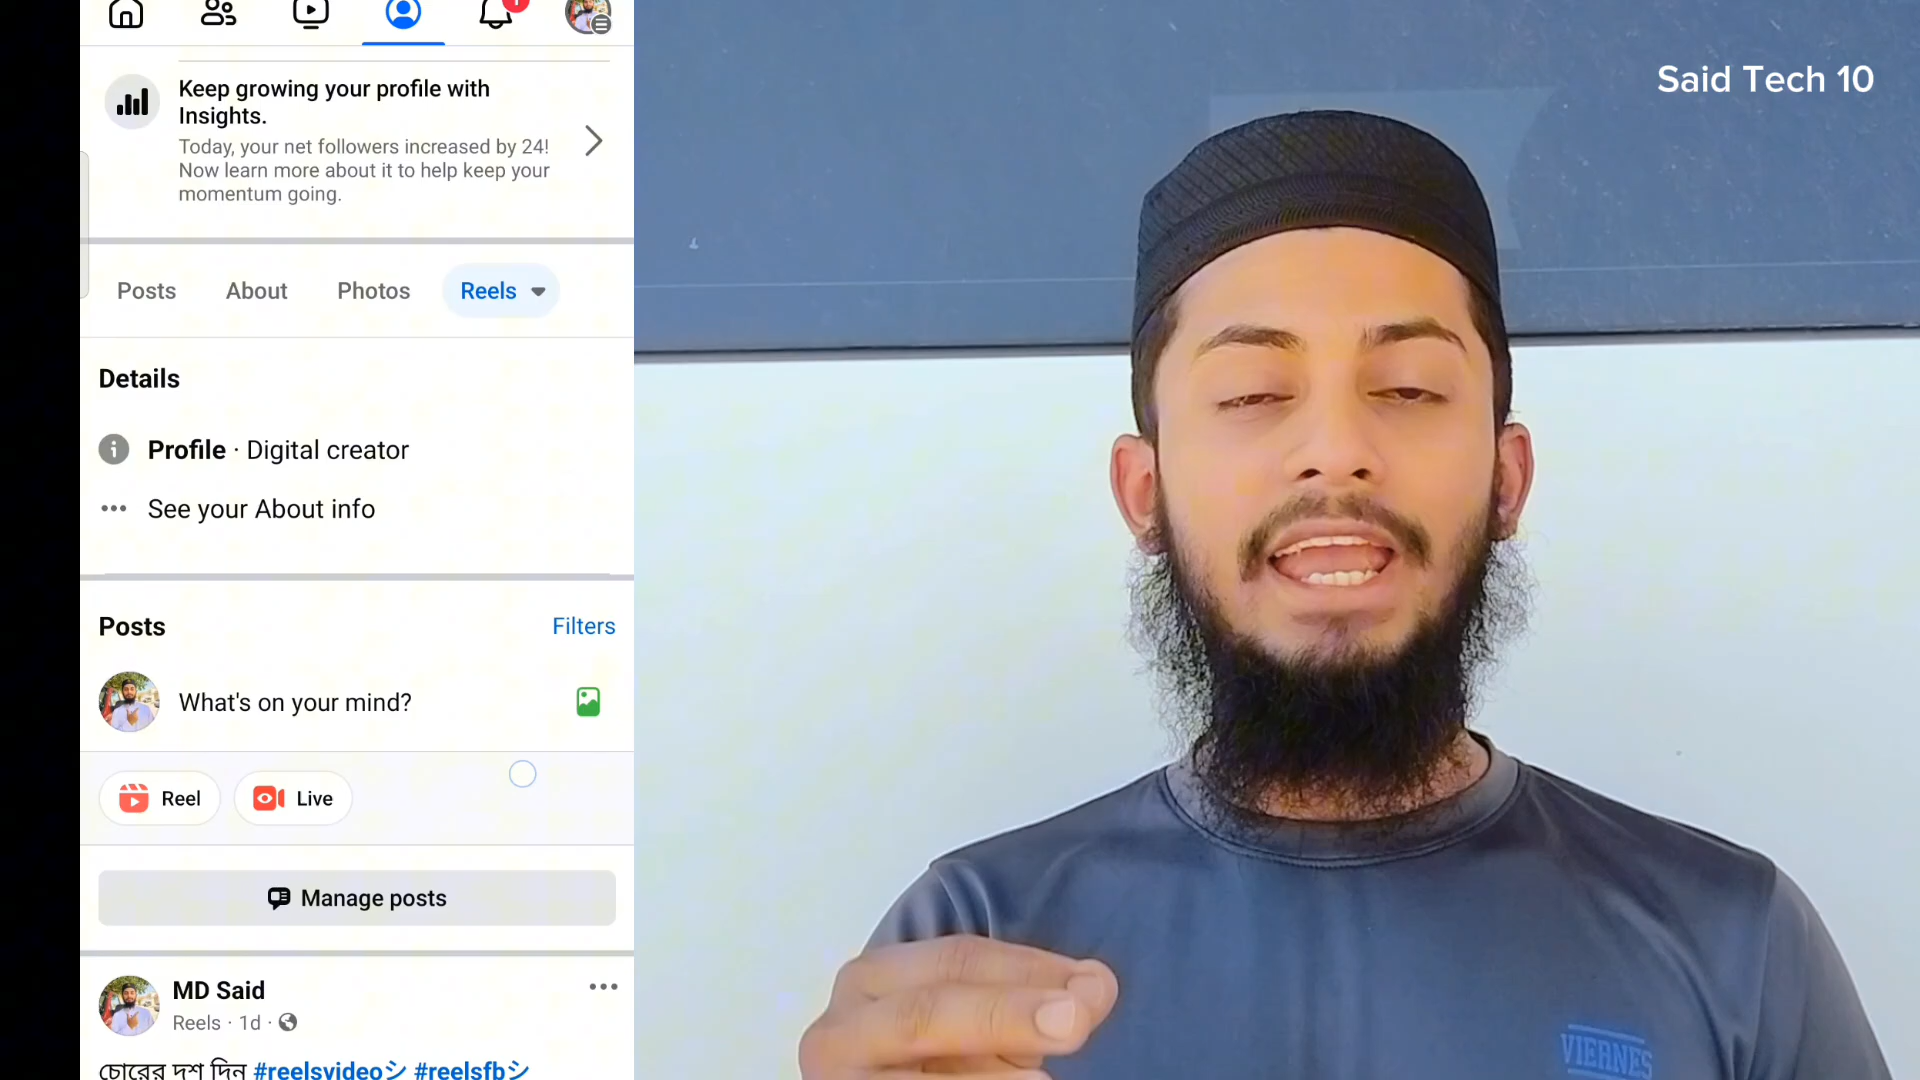 Said Tech 10
Keep growing your profile with
Insights.
Today, your net followers increased by 24!
Now learn more about it to help keep your
momentum going.
Posts About Photos Reels
Details
Profile · Digital creator
See your About info
Posts Filters
What's on your mind?
Reel Live
Manage posts
MD Said
Reels · 1d ·
চোরের দশ দিন #reelsvideoシ #reelsfbシ
VIERNES